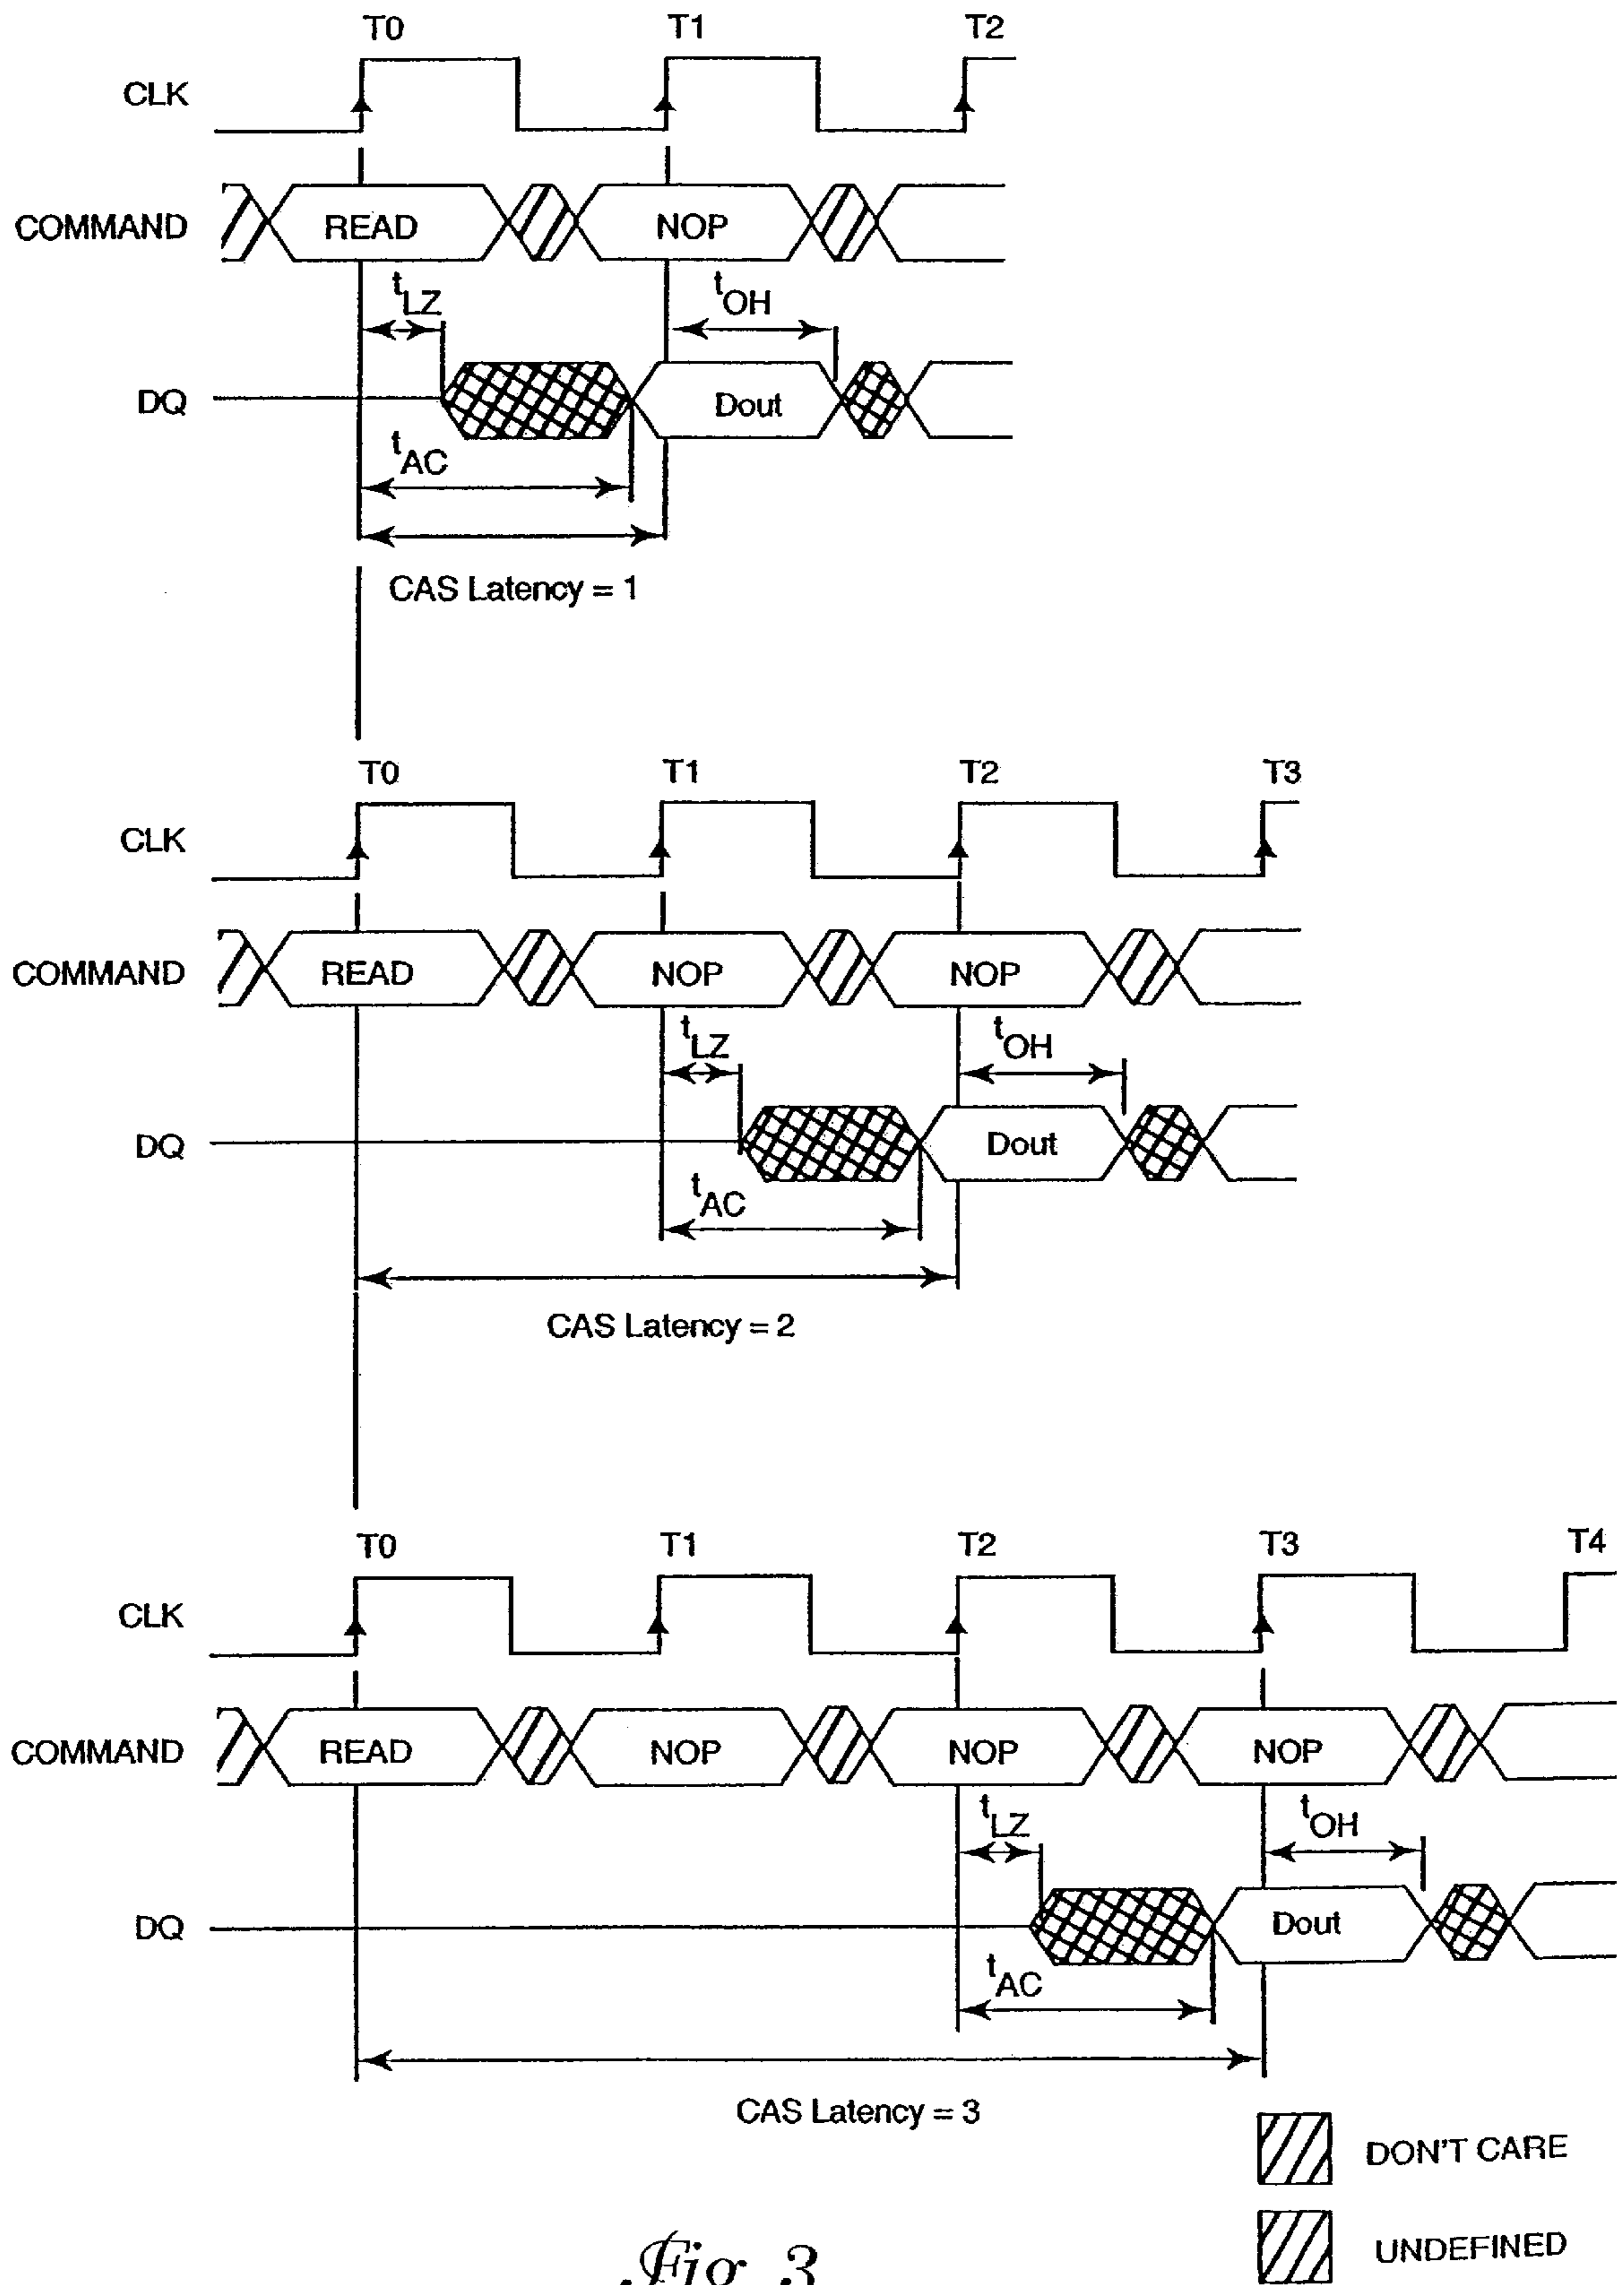 T0 T1 T2
CLK
COMMAND READ NOP
tLZ tOH
DQ Dout
tAC
CAS Latency = 1
T0 T1 T2 T3
CLK
COMMAND READ NOP NOP
tLZ tOH
DQ Dout
tAC
CAS Latency = 2
T0 T1 T2 T3 T4
CLK
COMMAND READ NOP NOP NOP
tLZ tOH
DQ Dout
tAC
CAS Latency = 3
DON'T CARE
UNDEFINED
Fig 3